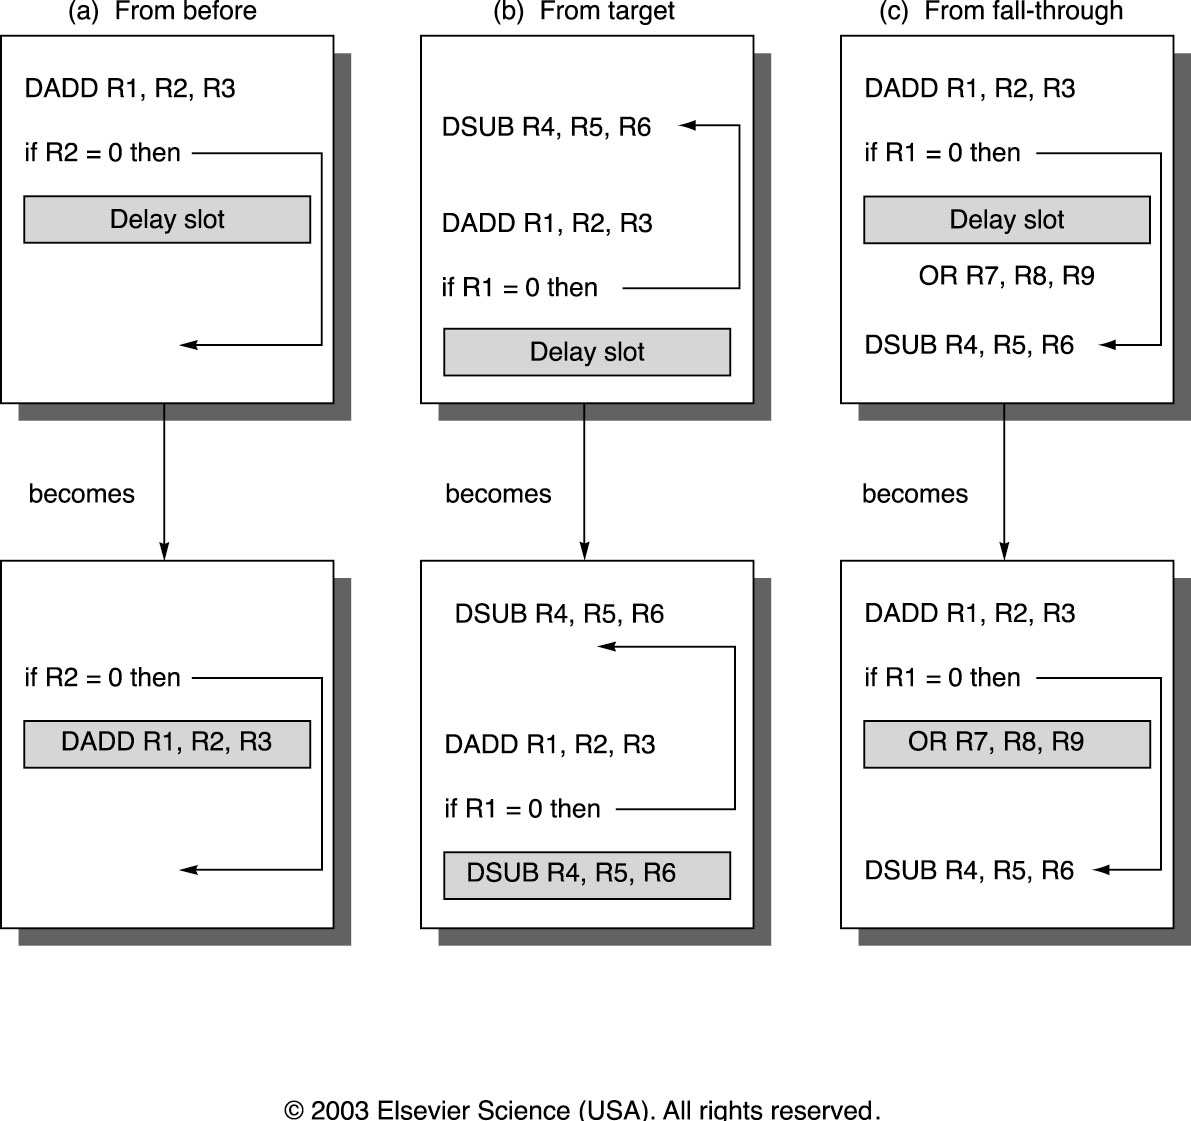 (a) From before
DADD R1, R2, R3
if R2 = 0 then
Delay slot
becomes
if R2 = 0 then
DADD R1, R2, R3
(b) From target
DSUB R4, R5, R6
DADD R1, R2, R3
if R1 = 0 then
Delay slot
becomes
DSUB R4, R5, R6
DADD R1, R2, R3
if R1 = 0 then
DSUB R4, R5, R6
(c) From fall-through
DADD R1, R2, R3
if R1 = 0 then
Delay slot
OR R7, R8, R9
DSUB R4, R5, R6
becomes
DADD R1, R2, R3
if R1 = 0 then
OR R7, R8, R9
DSUB R4, R5, R6
© 2003 Elsevier Science (USA). All rights reserved.